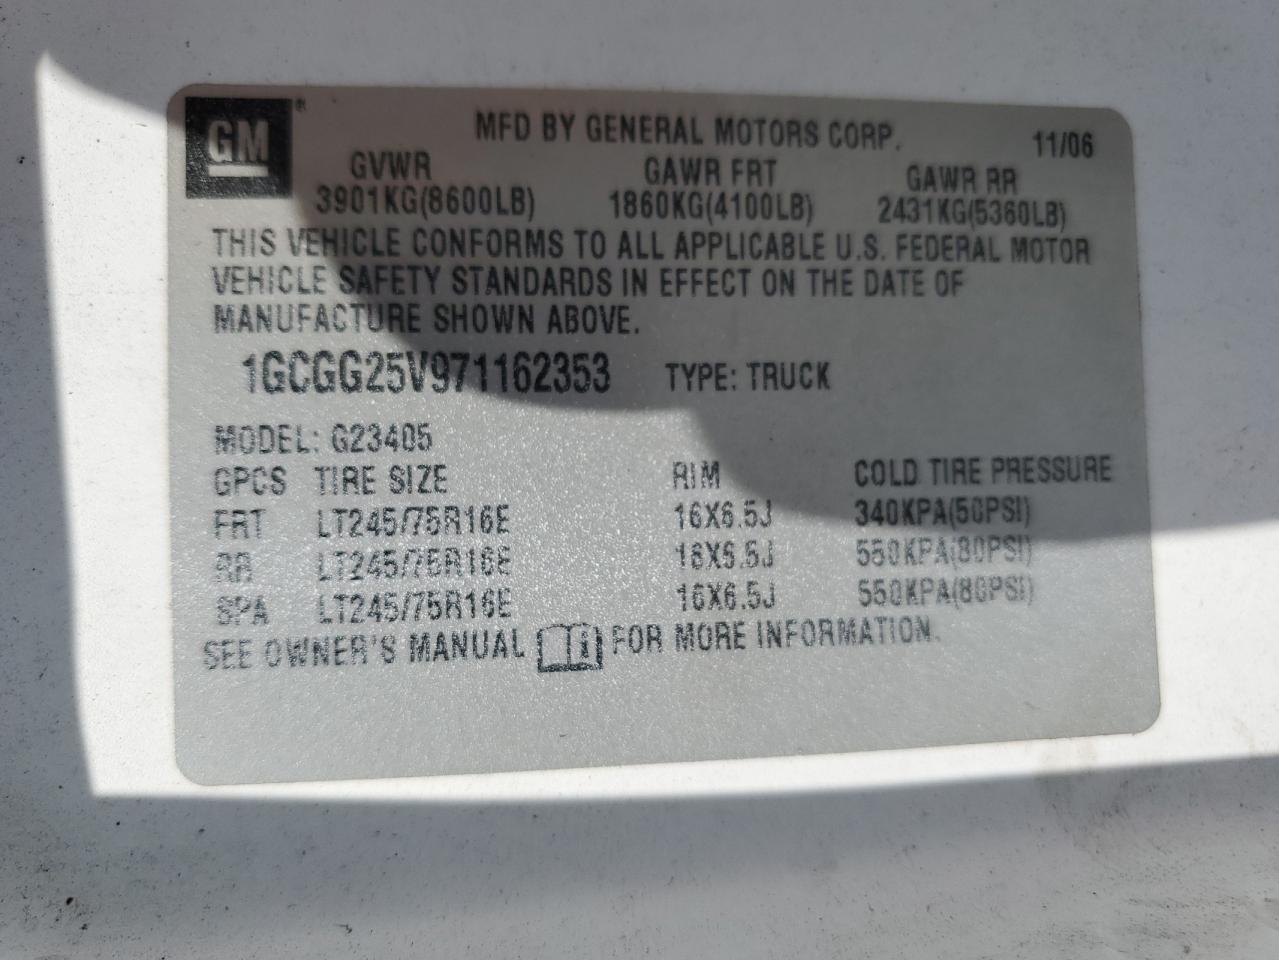 GM®
MFD BY GENERAL MOTORS CORP. 11/06
GVWR GAWR FRT GAWR RR
3901KG(8600LB) 1860KG(4100LB) 2431KG(5360LB)
THIS VEHICLE CONFORMS TO ALL APPLICABLE U.S. FEDERAL MOTOR
VEHICLE SAFETY STANDARDS IN EFFECT ON THE DATE OF
MANUFACTURE SHOWN ABOVE.
1GCGG25V971162353 TYPE: TRUCK
MODEL: G23405
GPCS TIRE SIZE RIM COLD TIRE PRESSURE
FRT LT245/75R16E 16X6.5J 340KPA(50PSI)
RR LT245/75R16E 16X6.5J 550KPA(80PSI)
SPA LT245/75R16E 16X6.5J 550KPA(80PSI)
SEE OWNER'S MANUAL FOR MORE INFORMATION.